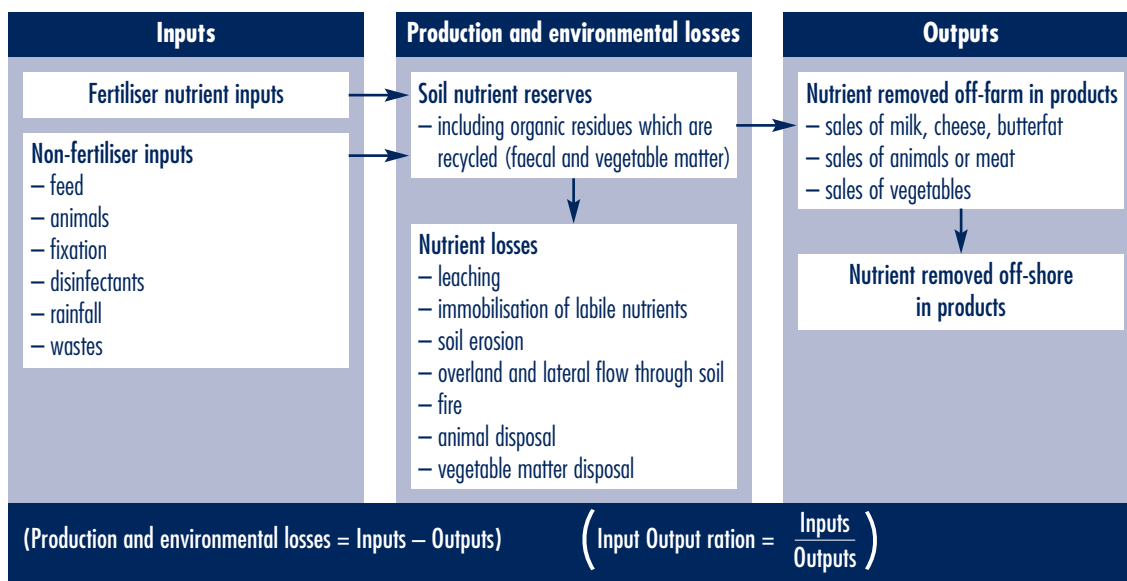 Inputs
Fertiliser nutrient inputs
Non-fertiliser inputs
– feed
– animals
– fixation
– disinfectants
– rainfall
– wastes
Production and environmental losses
Soil nutrient reserves
– including organic residues which are
recycled (faecal and vegetable matter)
Nutrient losses
– leaching
– immobilisation of labile nutrients
– soil erosion
– overland and lateral flow through soil
– fire
– animal disposal
– vegetable matter disposal
Outputs
Nutrient removed off-farm in products
– sales of milk, cheese, butterfat
– sales of animals or meat
– sales of vegetables
Nutrient removed off-shore
in products
(Production and environmental losses = Inputs – Outputs)
(Input Output ration = Inputs / Outputs)